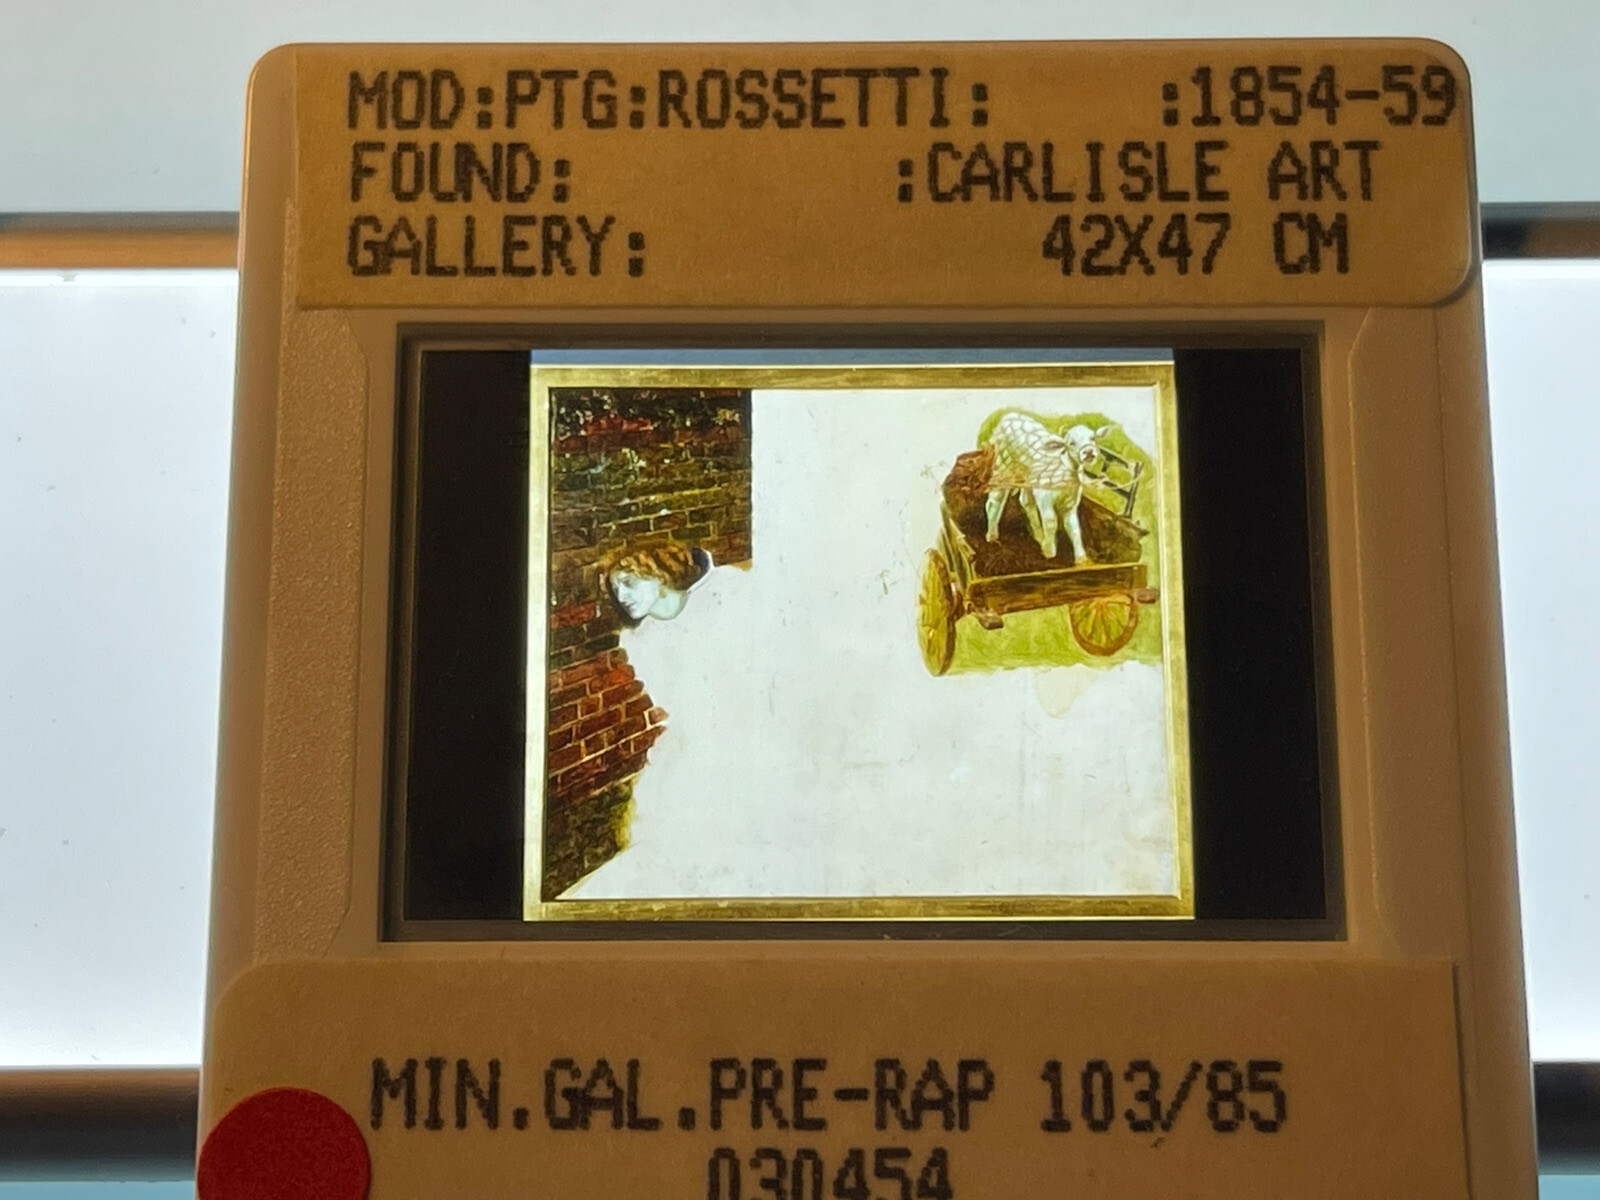 MOD:PTG:ROSSETTI: :1854-59
FOUND: :CARLISLE ART
GALLERY: 42X47 CM
MIN.GAL.PRE-RAP 103/85
030454